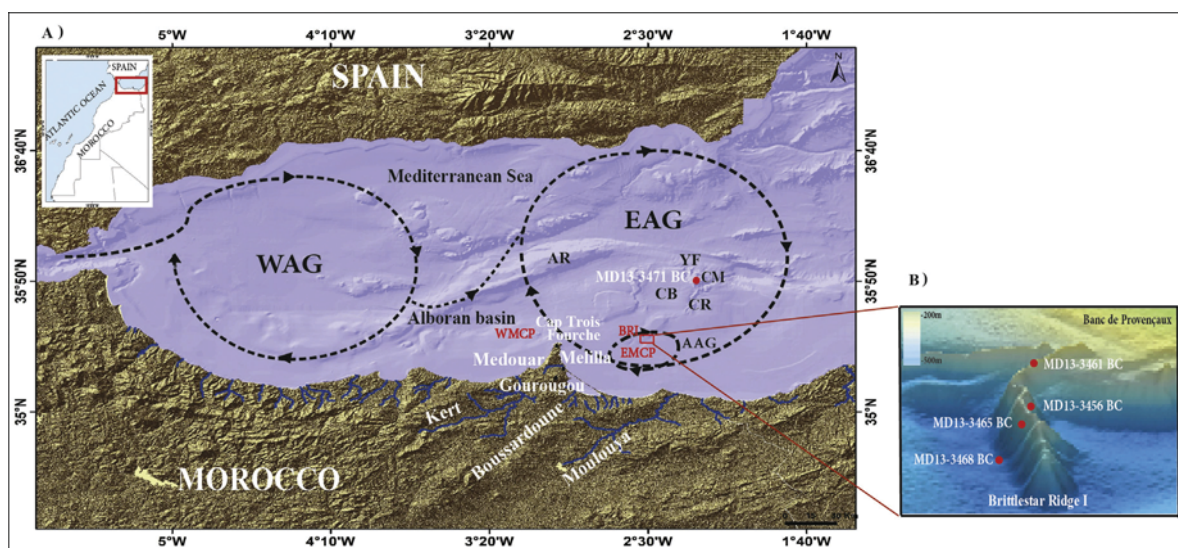 A )
5°W
4°10'W
3°20'W
2°30'W
1°40'W
SPAIN
ATLANTIC OCEAN
MOROCCO
SPAIN
N
36°40'N
36°40'N
Mediterranean Sea
EAG
WAG
AR
YF
MD13-3471 BC
CM
CB
CR
35°50'N
35°50'N
Alboran basin
WMCP
Cap Trois
Fourche
BRI
AAG
EMCP
Medouar
Melilla
Gourougou
Kert
Boussardoune
Moulouya
35°N
35°N
MOROCCO
5°W
4°10'W
3°20'W
2°30'W
1°40'W
B )
-200m
-500m
Banc de Provençaux
MD13-3461 BC
MD13-3456 BC
MD13-3465 BC
MD13-3468 BC
Brittlestar Ridge I